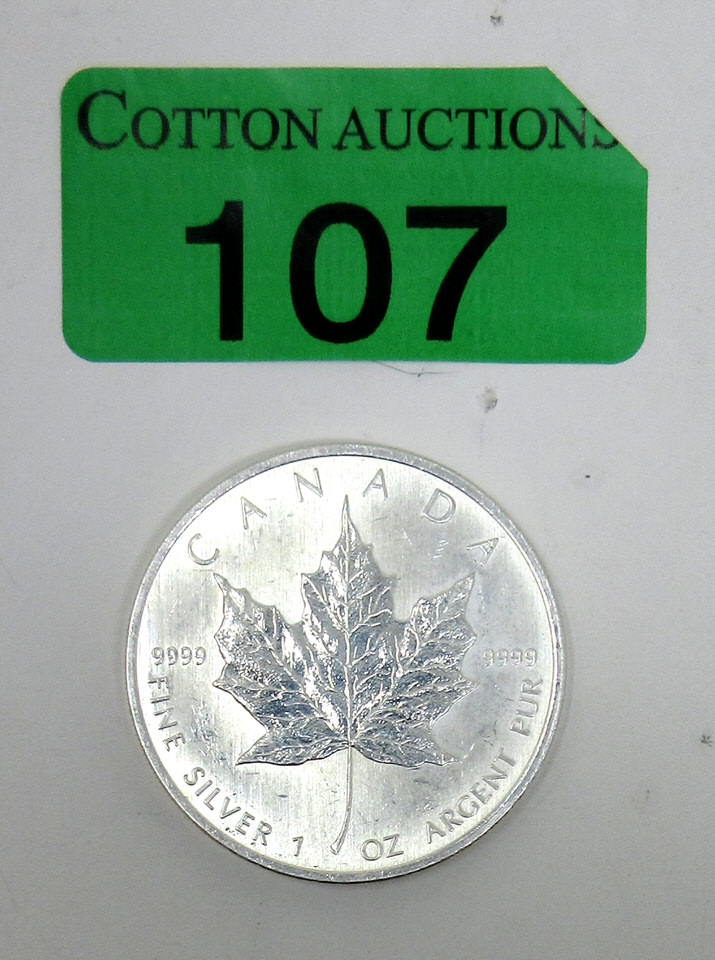 COTTON AUCTIONS
107
CANADA
9999 9999
FINE SILVER 1 OZ ARGENT PUR